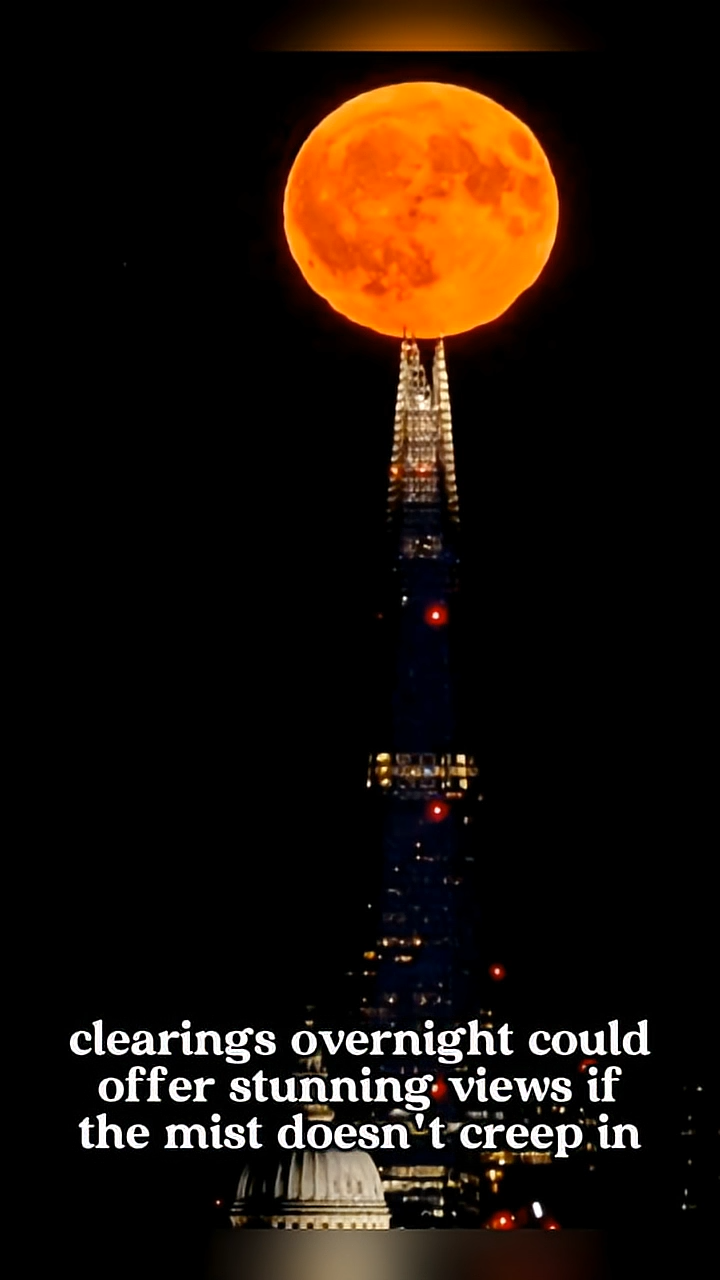 clearings overnight could
offer stunning views if
the mist doesn't creep in